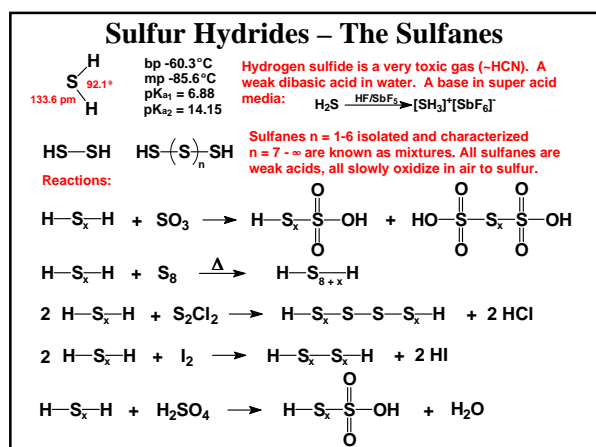 Sulfur Hydrides – The Sulfanes
H
S 92.1°
133.6 pm
H
bp -60.3°C
mp -85.6°C
pKa1 = 6.88
pKa2 = 14.15
Hydrogen sulfide is a very toxic gas (~HCN). A
weak dibasic acid in water. A base in super acid
media: H2S HF/SbF5 → [SH3]+[SbF6]-
HS—SH HS—(S)n—SH
Sulfanes n = 1-6 isolated and characterized
n = 7 - ∞ are known as mixtures. All sulfanes are
weak acids, all slowly oxidize in air to sulfur.
Reactions:
O O O
H—Sx—H + SO3 → H—Sx—S—OH + HO—S—Sx—S—OH
O O O
H—Sx—H + S8 Δ → H—S8 + x—H
2 H—Sx—H + S2Cl2 → H—Sx—S—S—Sx—H + 2 HCl
2 H—Sx—H + I2 → H—Sx—Sx—H + 2 HI
O
H—Sx—H + H2SO4 → H—Sx—S—OH + H2O
O